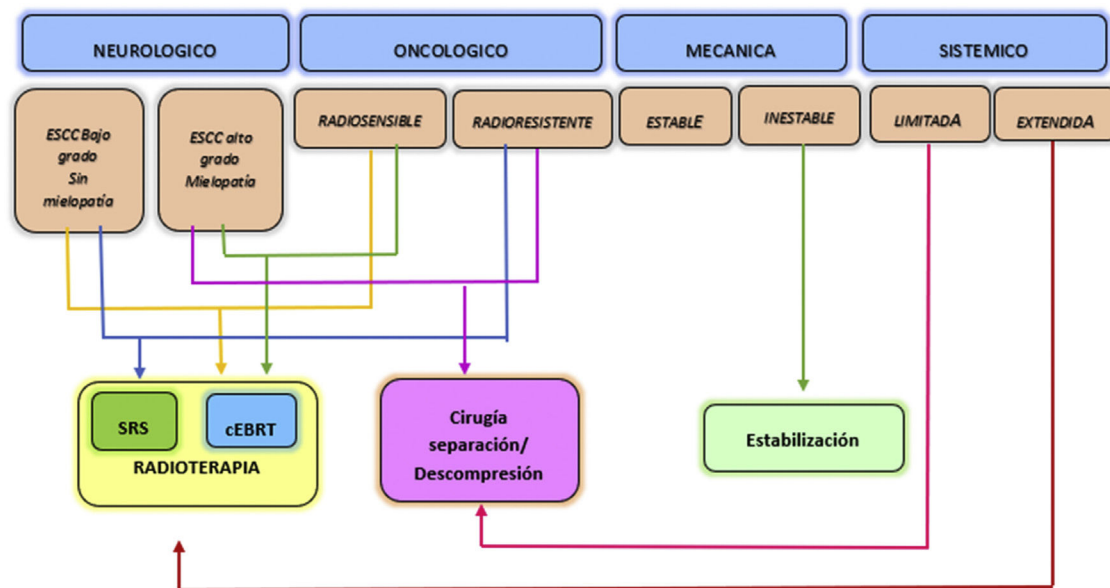 NEUROLOGICO
ONCOLOGICO
MECANICA
SISTEMICO
ESCC Bajo
grado
Sin
mielopatía
ESCC alto
grado
Mielopatía
RADIOSENSIBLE
RADIORESISTENTE
ESTABLE
INESTABLE
LIMITADA
EXTENDIDA
SRS
cEBRT
RADIOTERAPIA
Cirugía
separación/
Descompresión
Estabilización